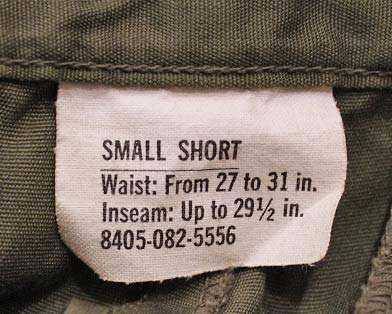 SMALL SHORT
Waist: From 27 to 31 in.
Inseam: Up to 29½ in.
8405-082-5556